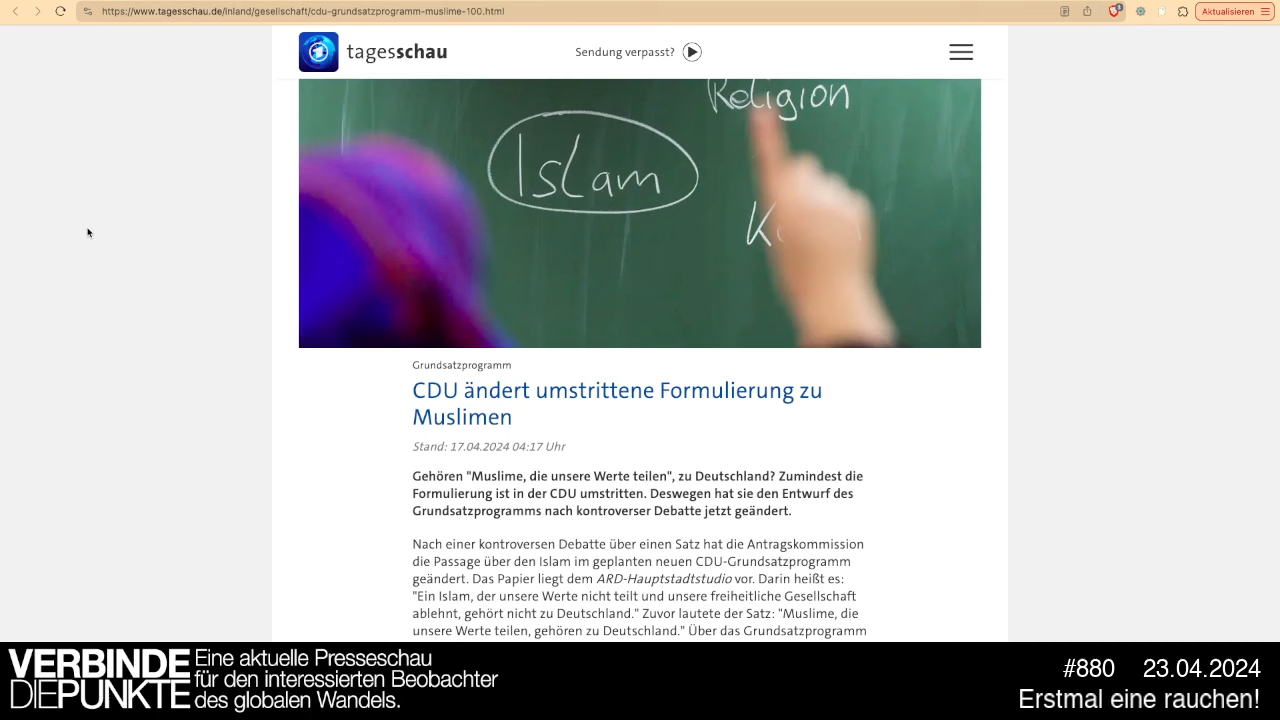 https://www.tagesschau.de/inland/gesellschaft/cdu-grundsatzprogramm-muslime-100.html
Aktualisieren
tagesschau
Sendung verpasst?
Religion
Islam
K
Grundsatzprogramm
CDU ändert umstrittene Formulierung zu
Muslimen
Stand: 17.04.2024 04:17 Uhr
Gehören "Muslime, die unsere Werte teilen", zu Deutschland? Zumindest die
Formulierung ist in der CDU umstritten. Deswegen hat sie den Entwurf des
Grundsatzprogramms nach kontroverser Debatte jetzt geändert.
Nach einer kontroversen Debatte über einen Satz hat die Antragskommission
die Passage über den Islam im geplanten neuen CDU-Grundsatzprogramm
geändert. Das Papier liegt dem ARD-Hauptstadtstudio vor. Darin heißt es:
"Ein Islam, der unsere Werte nicht teilt und unsere freiheitliche Gesellschaft
ablehnt, gehört nicht zu Deutschland." Zuvor lautete der Satz: "Muslime, die
unsere Werte teilen, gehören zu Deutschland." Über das Grundsatzprogramm
VERBINDE
DIEPUNKTE
Eine aktuelle Presseschau
für den interessierten Beobachter
des globalen Wandels.
#880 23.04.2024
Erstmal eine rauchen!